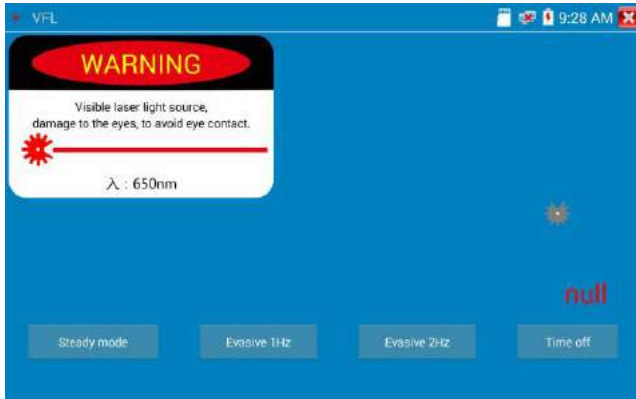 VFL
9:28 AM
WARNING
Visible laser light source,
damage to the eyes, to avoid eye contact.
入 : 650nm
null
Steady mode
Evasive 1Hz
Evasive 2Hz
Time off